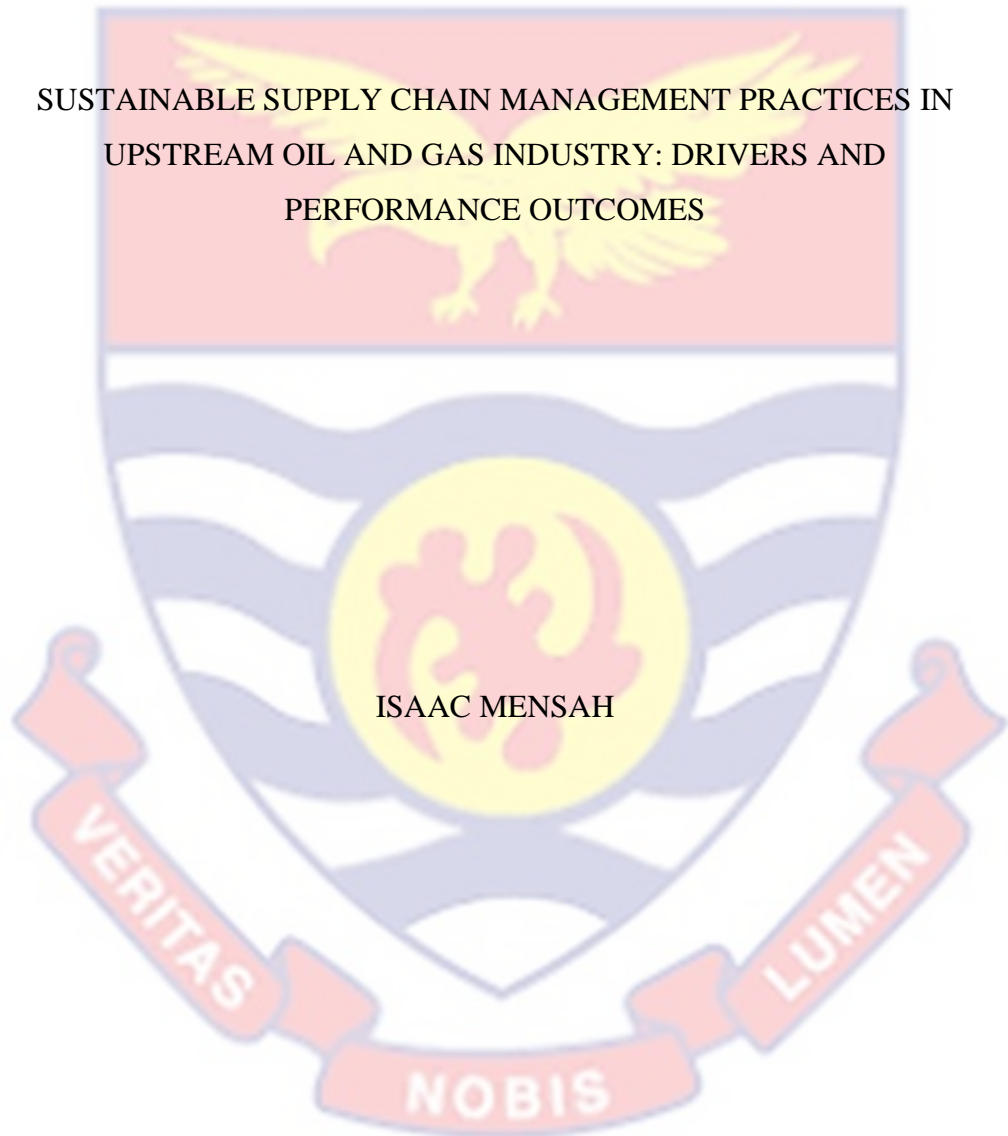 SUSTAINABLE SUPPLY CHAIN MANAGEMENT PRACTICES IN
UPSTREAM OIL AND GAS INDUSTRY: DRIVERS AND
PERFORMANCE OUTCOMES
ISAAC MENSAH
VERITAS
NOBIS
LUMEN